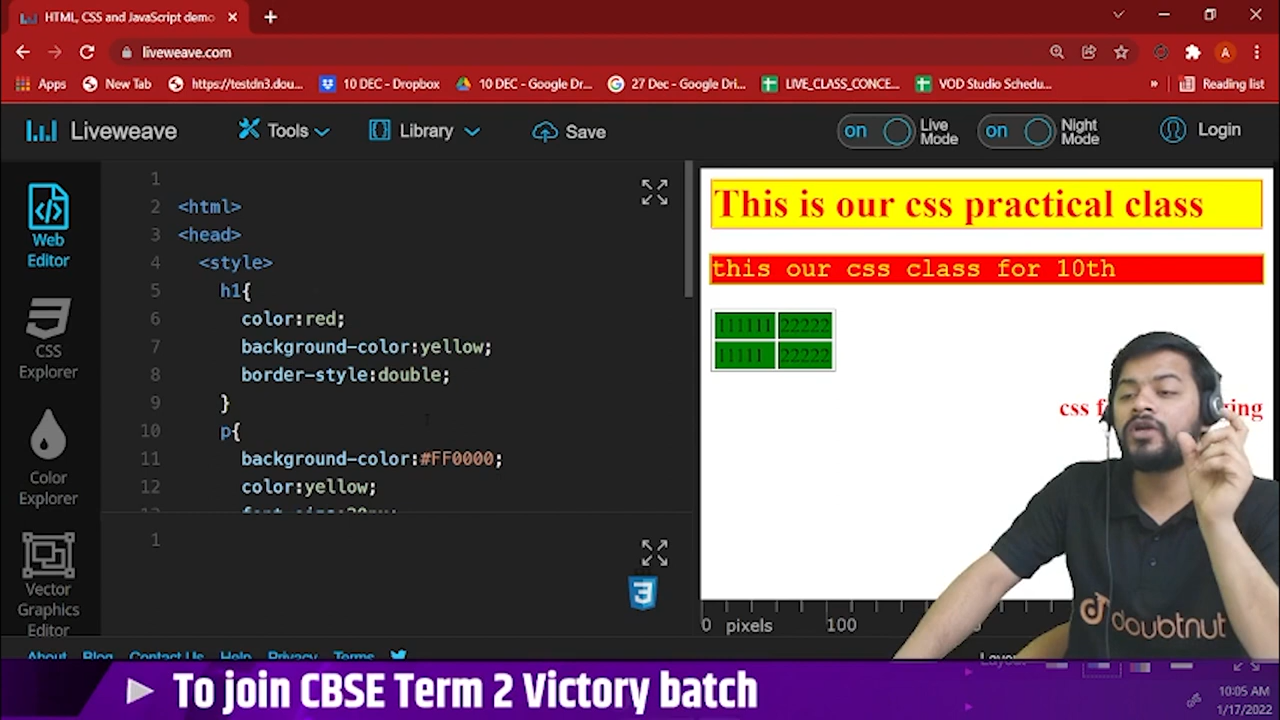 HTML, CSS and JavaScript demo
liveweave.com
A
Apps New Tab https://testdn3.dou... 10 DEC - Dropbox 10 DEC - Google Dr... 27 Dec - Google Dri... LIVE_CLASS_CONCE... VOD Studio Schedu... » Reading list
Liveweave Tools Library Save on Live Mode on Night Mode Login
Web Editor
CSS Explorer
Color Explorer
Vector Graphics Editor
1
2 <html>
3 <head>
4 <style>
5 h1{
6 color:red;
7 background-color:yellow;
8 border-style:double;
9 }
10 p{
11 background-color:#FF0000;
12 color:yellow;
1
3
This is our css practical class
this our css class for 10th
111111 22222
11111 22222
css
0 pixels 100
doubtnut
About Blog Contact Us Help Privacy Terms
To join CBSE Term 2 Victory batch
10:05 AM
1/17/2022